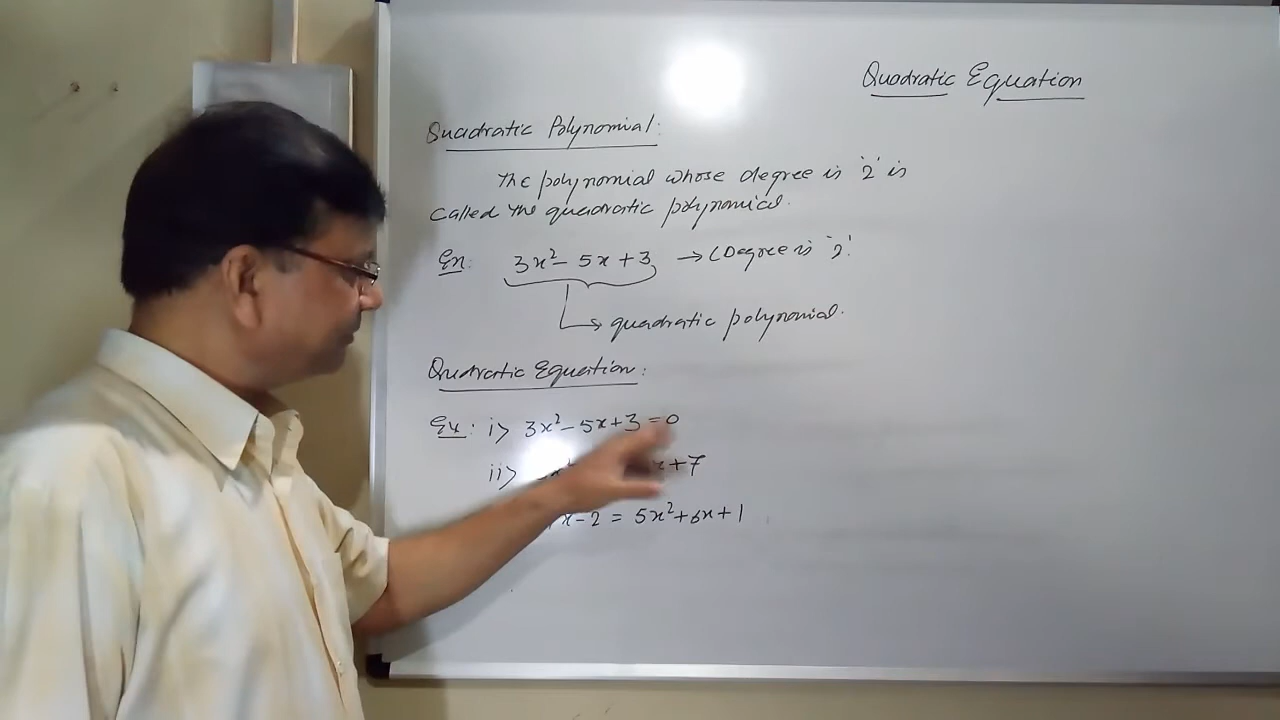 Quadratic Equation
Quadratic Polynomial:
The polynomial whose degree is '2' is
called the quadratic polynomial.
Ex: 3x² - 5x + 3 → (Degree is '2'.
↳ quadratic polynomial.
Quadratic Equation:
Ex: i> 3x² - 5x + 3 = 0
ii> x + 7
x - 2 = 5x² + 6x + 1